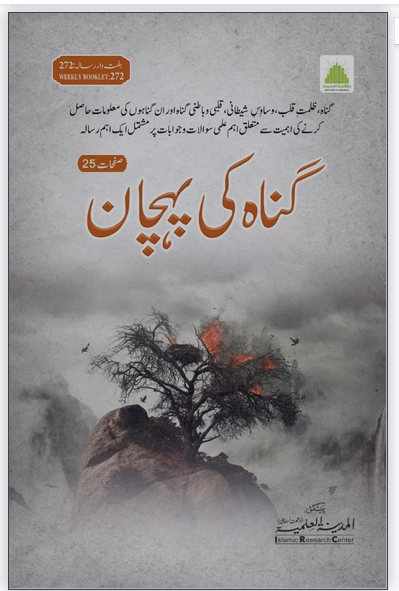 ہفتہ وار رسالہ:272
WEEKLY BOOKLET:272
گناہ، ظلمتِ قلب، وساوسِ شیطانی، قلبی و باطنی گناہ اور ان گناہوں کی معلومات حاصل
کرنے کی اہمیت سے متعلق اہم علمی سوالات و جوابات پر مشتمل ایک اہم رسالہ
صفحات 25
گناہ کی پہچان
پیشکش
المدینۃ العلمیۃ
Islamic Research Center